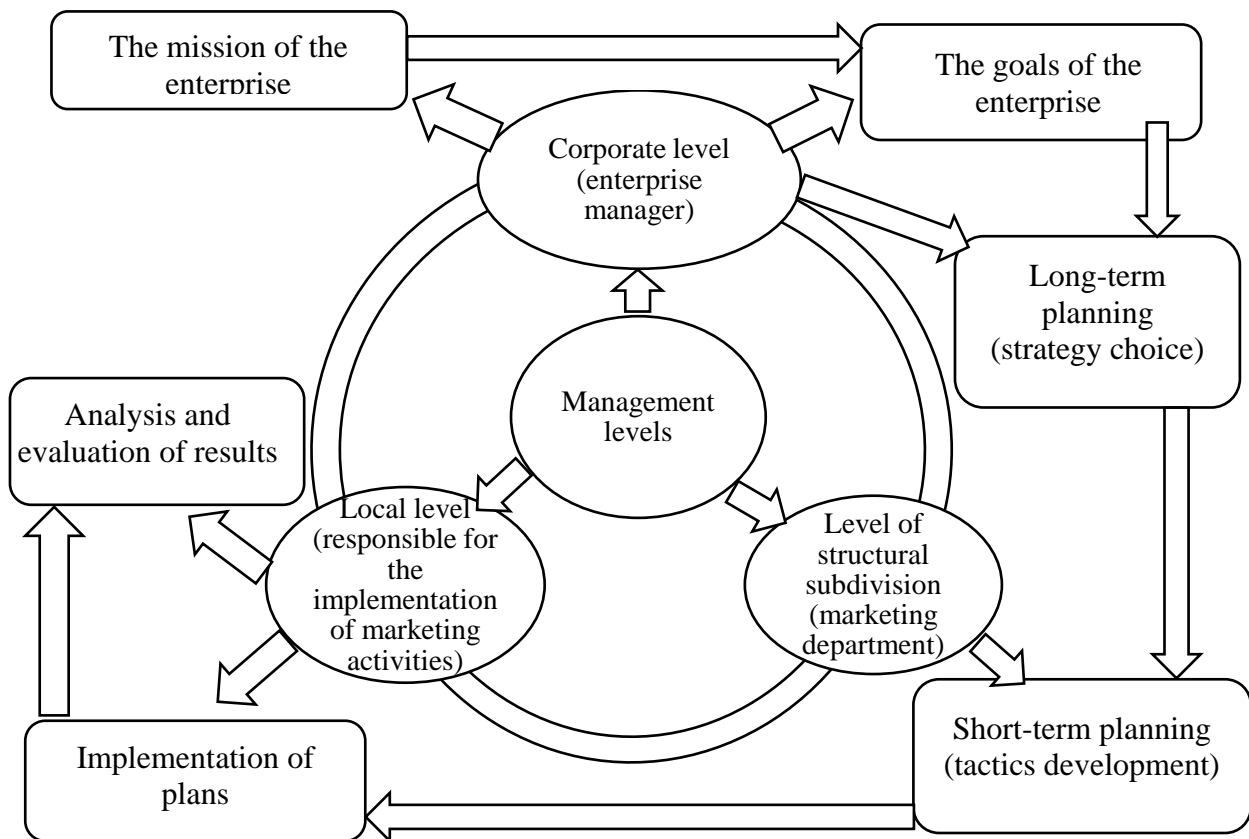 The mission of the
enterprise
The goals of the
enterprise
Corporate level
(enterprise
manager)
Long-term
planning
(strategy choice)
Management
levels
Analysis and
evaluation of results
Local level
(responsible for
the
implementation
of marketing
activities)
Level of
structural
subdivision
(marketing
department)
Short-term planning
(tactics development)
Implementation of
plans